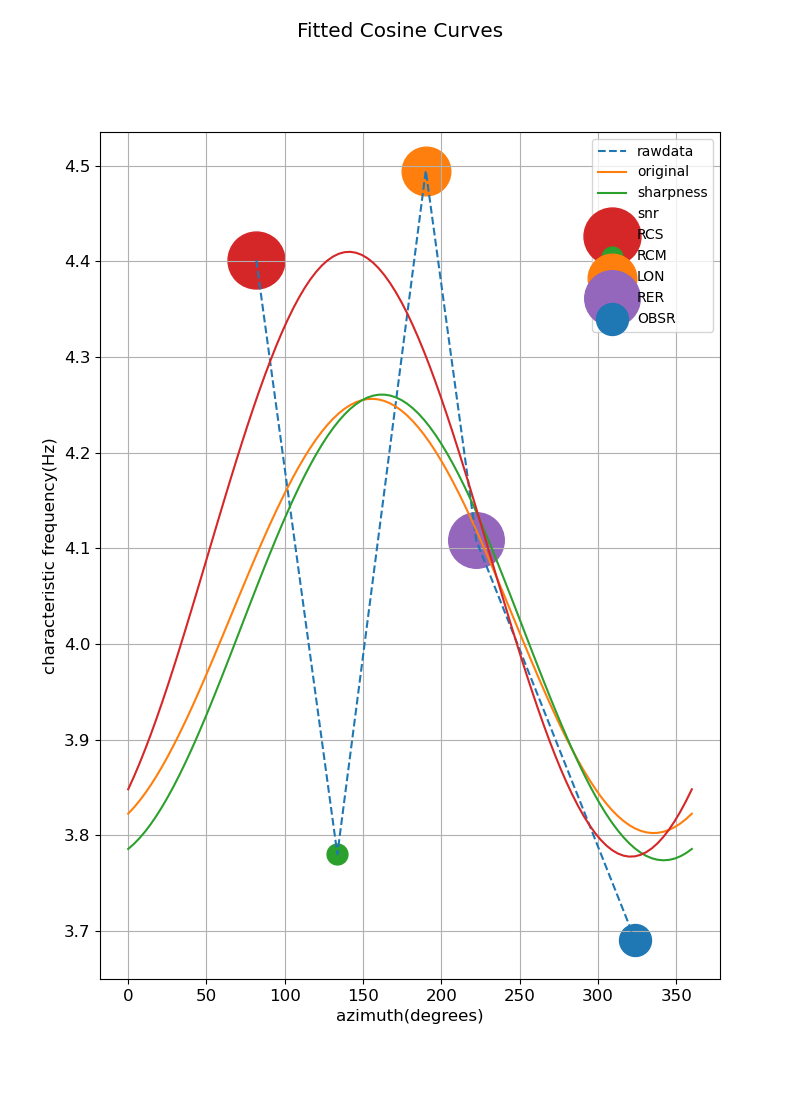 Fitted Cosine Curves
4.5
4.4
4.3
4.2
4.1
4.0
3.9
3.8
3.7
characteristic frequency(Hz)
rawdata
original
sharpness
snr
RCS
RCM
LON
RER
OBSR
0 50 100 150 200 250 300 350
azimuth(degrees)